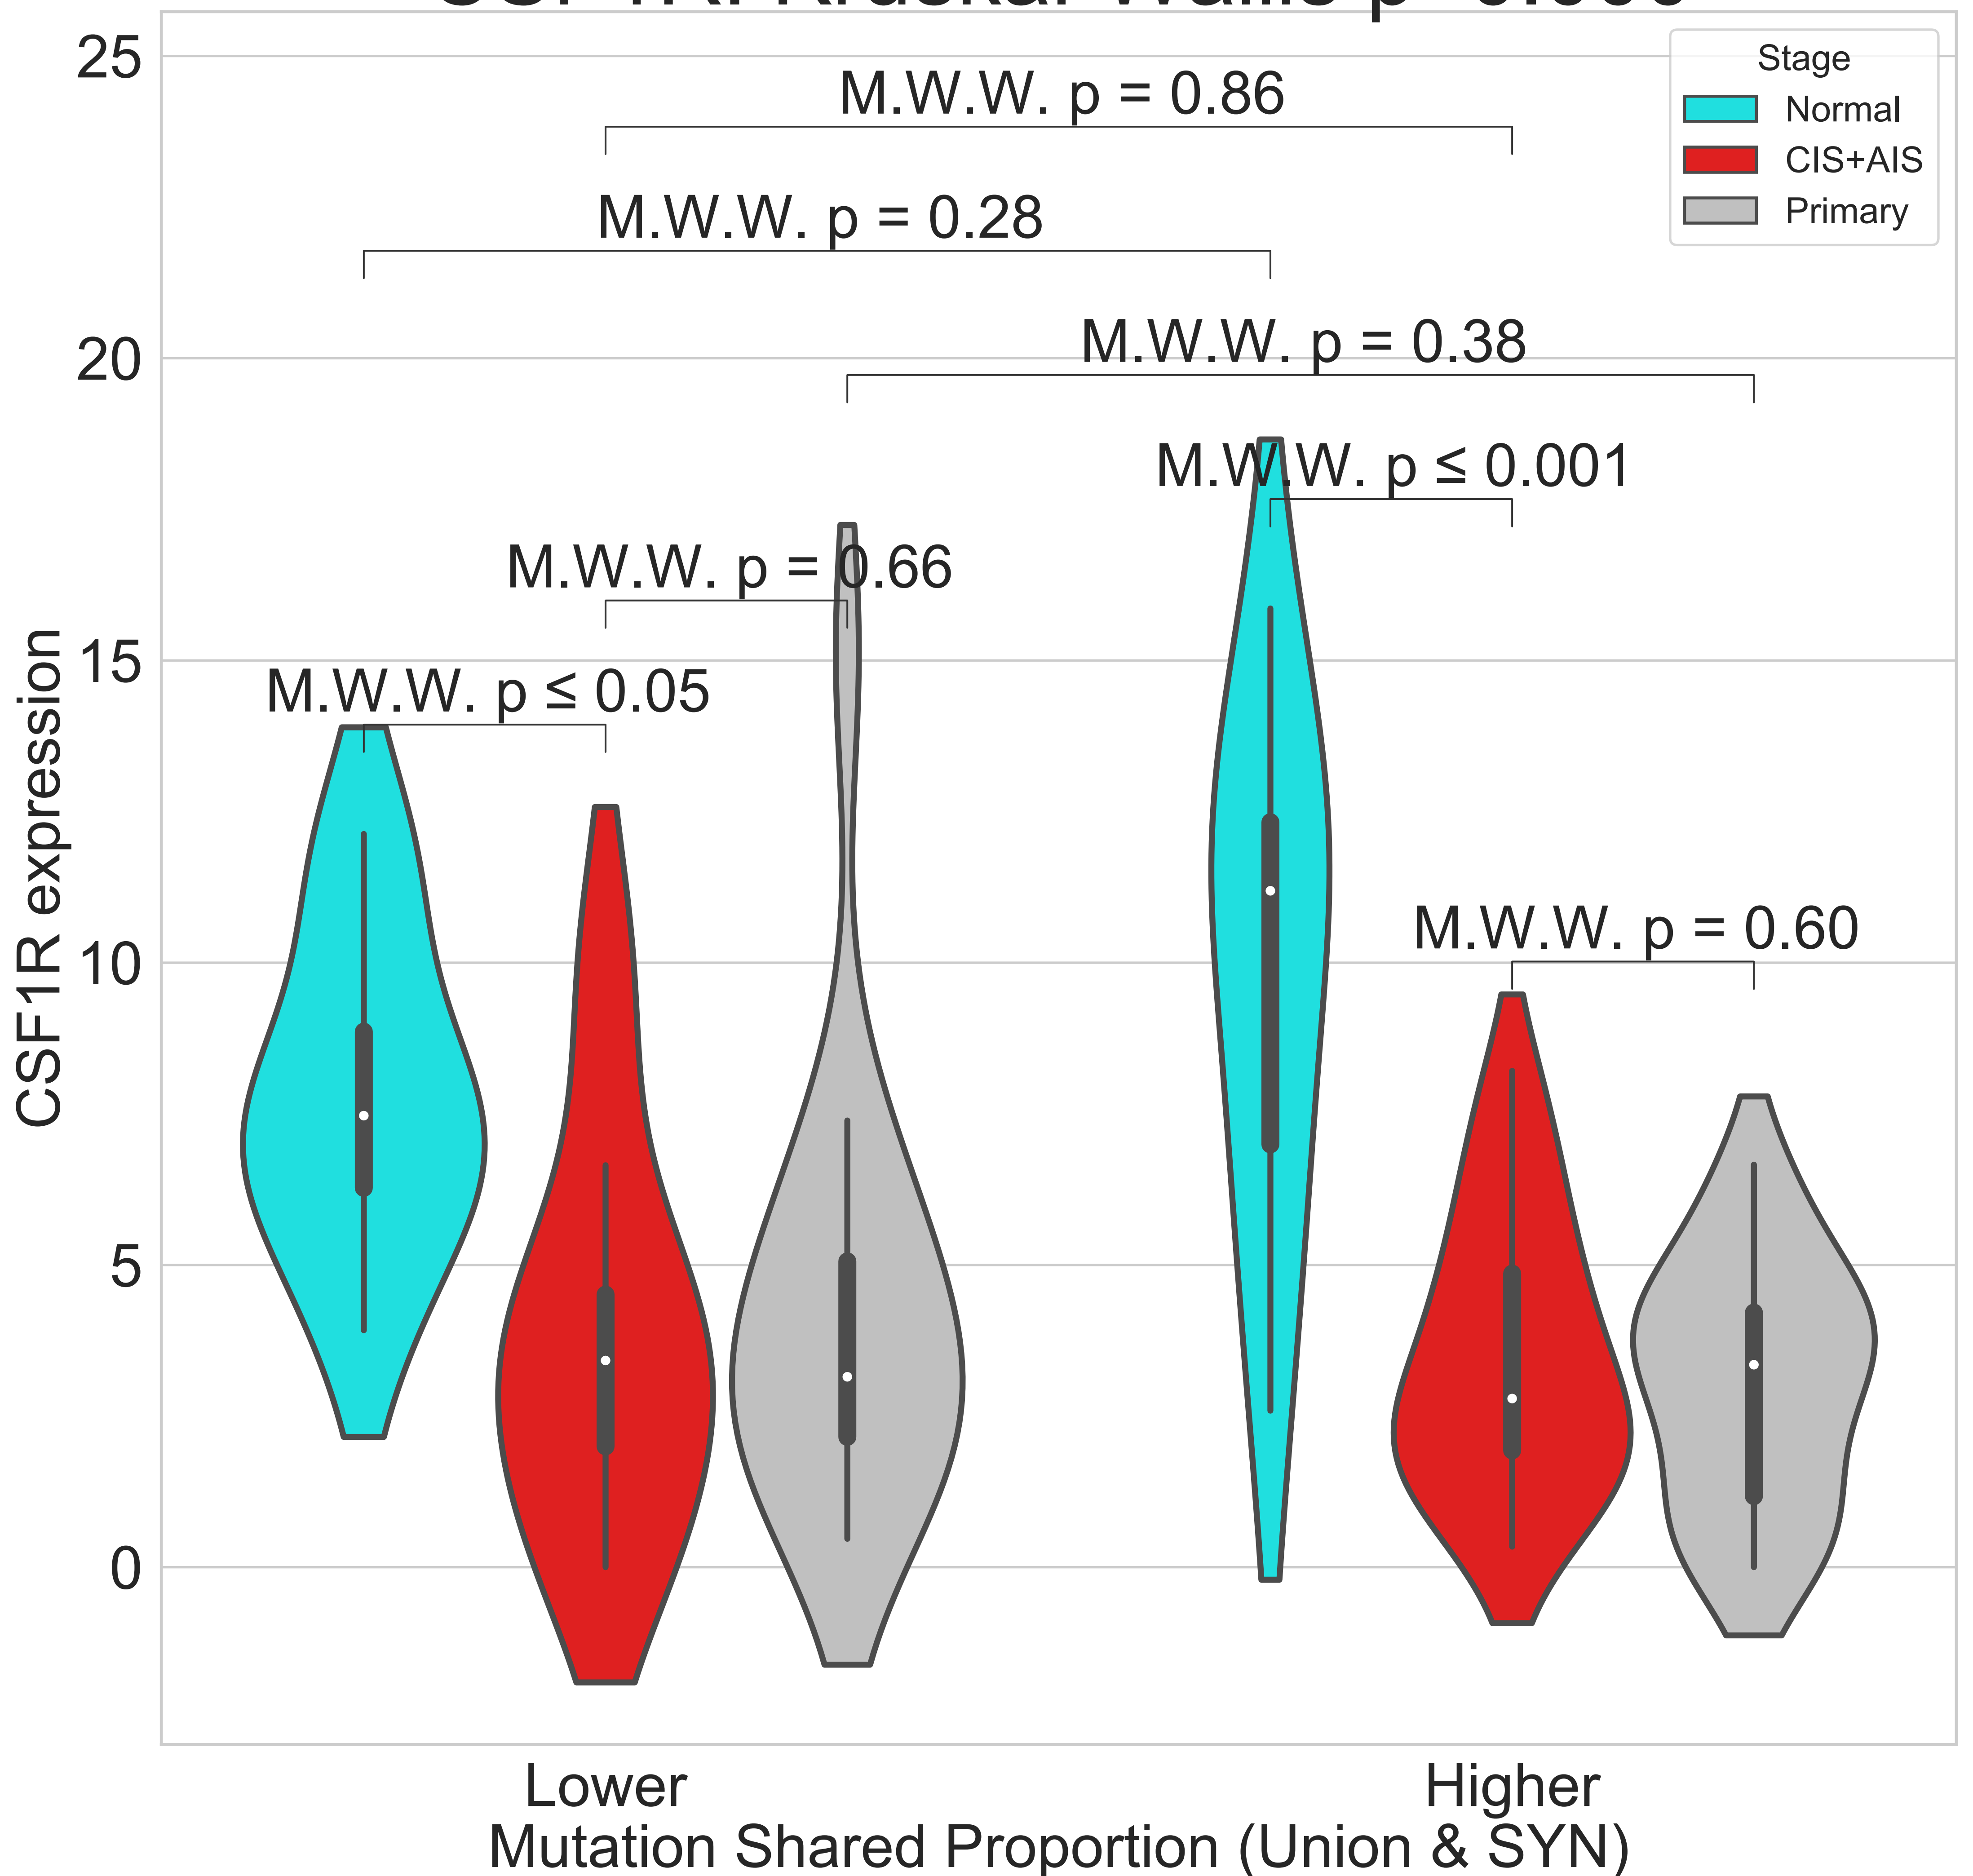 25
Stage
Normal
CIS+AIS
Primary
M.W.W. p = 0.86
M.W.W. p = 0.28
20
M.W.W. p = 0.38
M.W.W. p ≤ 0.001
M.W.W. p = 0.66
15
M.W.W. p ≤ 0.05
CSF1R expression
10
M.W.W. p = 0.60
5
0
Lower
Higher
Mutation Shared Proportion (Union & SYN)